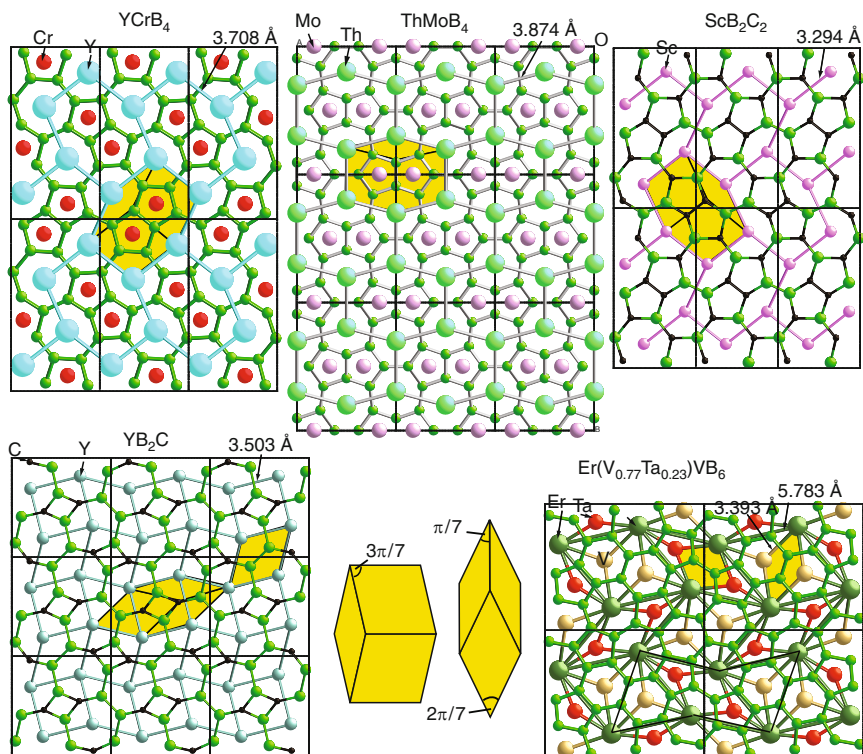 YCrB₄
Cr
Y
3.708 Å
ThMoB₄
A
Mo
Th
3.874 Å
O
B
ScB₂C₂
Sc
3.294 Å
YB₂C
C
Y
3.503 Å
3π/7
π/7
2π/7
Er(V₀.₇₇Ta₀.₂₃)VB₆
Er
Ta
V
3.393 Å
5.783 Å